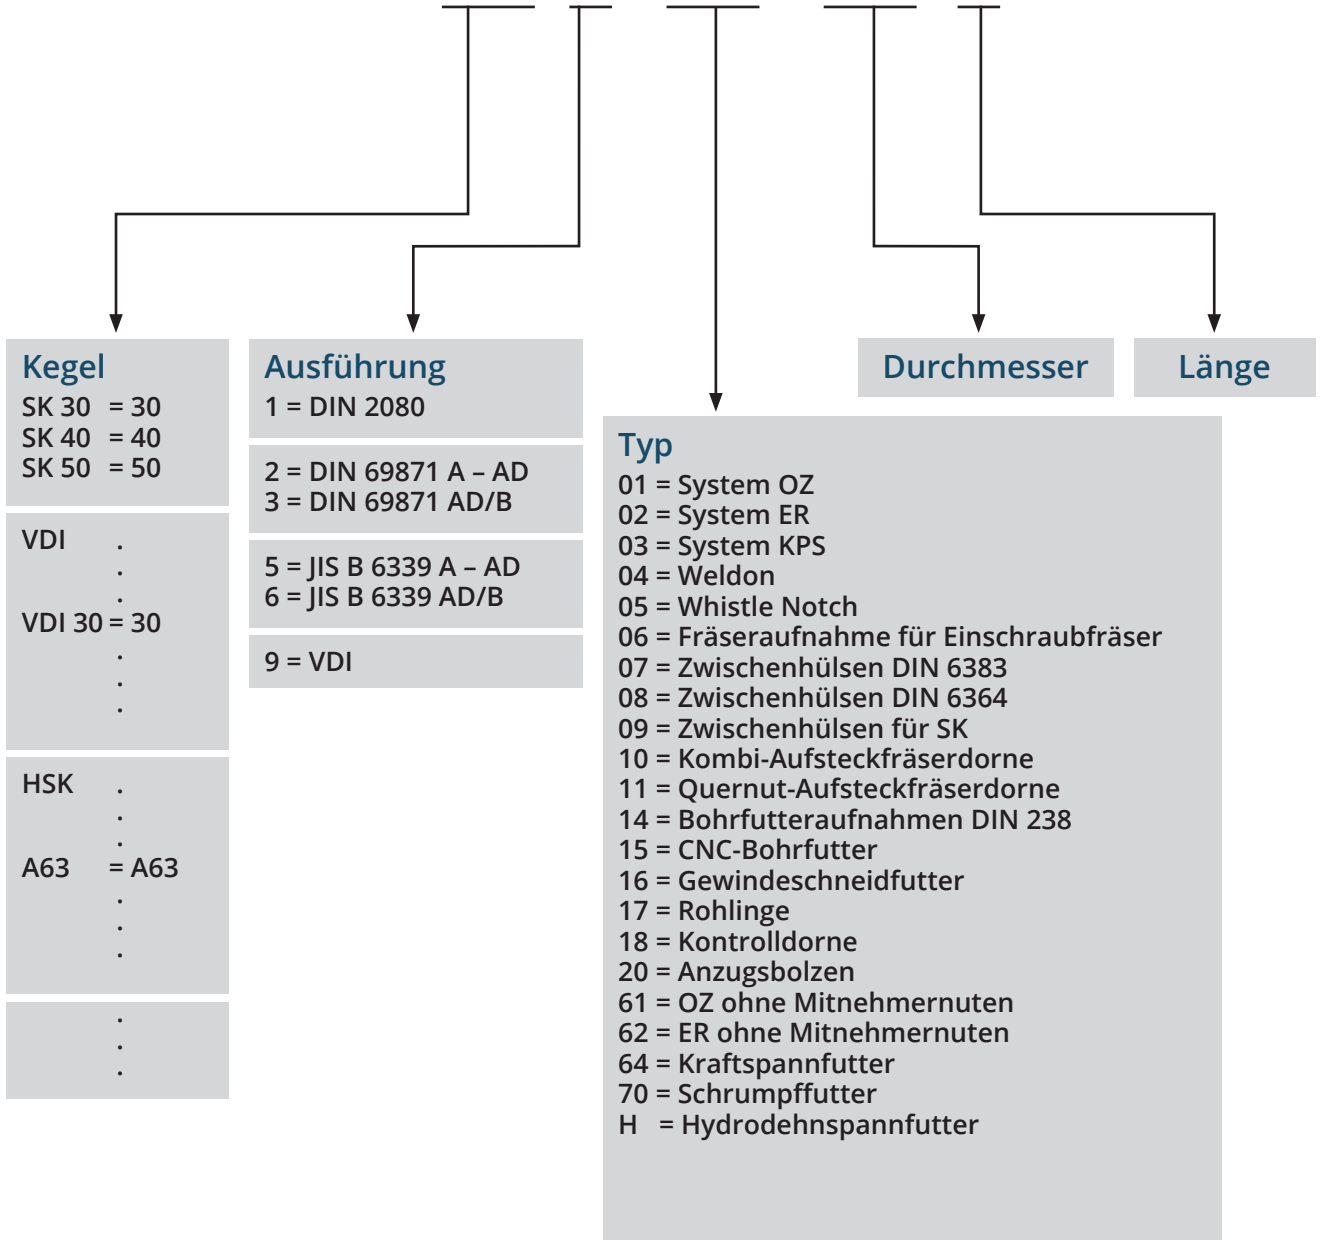 Kegel
SK 30 = 30
SK 40 = 40
SK 50 = 50
VDI .
.
.
VDI 30 = 30
.
.
.
HSK .
.
.
A63 = A63
.
.
.
.
.
.
Ausführung
1 = DIN 2080
2 = DIN 69871 A – AD
3 = DIN 69871 AD/B
5 = JIS B 6339 A – AD
6 = JIS B 6339 AD/B
9 = VDI
Typ
01 = System OZ
02 = System ER
03 = System KPS
04 = Weldon
05 = Whistle Notch
06 = Fräseraufnahme für Einschraubfräser
07 = Zwischenhülsen DIN 6383
08 = Zwischenhülsen DIN 6364
09 = Zwischenhülsen für SK
10 = Kombi-Aufsteckfräserdorne
11 = Quernut-Aufsteckfräserdorne
14 = Bohrfutteraufnahmen DIN 238
15 = CNC-Bohrfutter
16 = Gewindeschneidfutter
17 = Rohlinge
18 = Kontrolldorne
20 = Anzugsbolzen
61 = OZ ohne Mitnehmernuten
62 = ER ohne Mitnehmernuten
64 = Kraftspannfutter
70 = Schrumpffutter
H = Hydrodehnspannfutter
Durchmesser
Länge